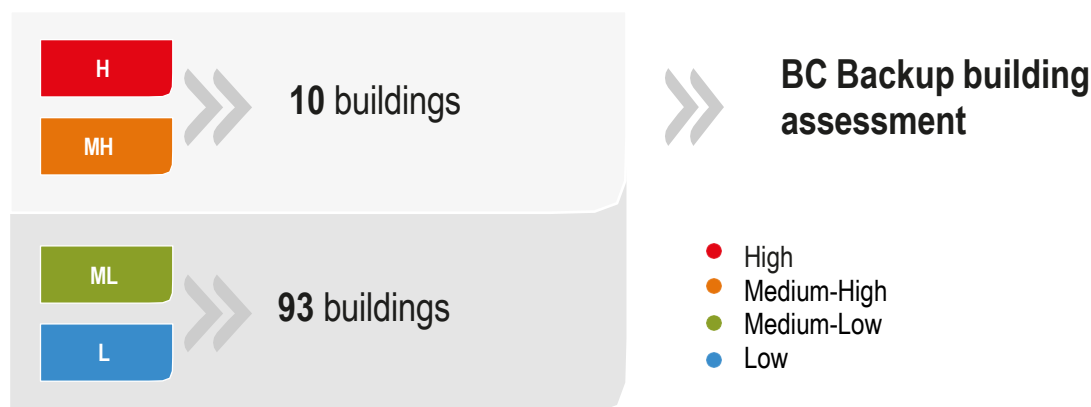 H
MH
10 buildings
BC Backup building
assessment
ML
L
93 buildings
High
Medium-High
Medium-Low
Low